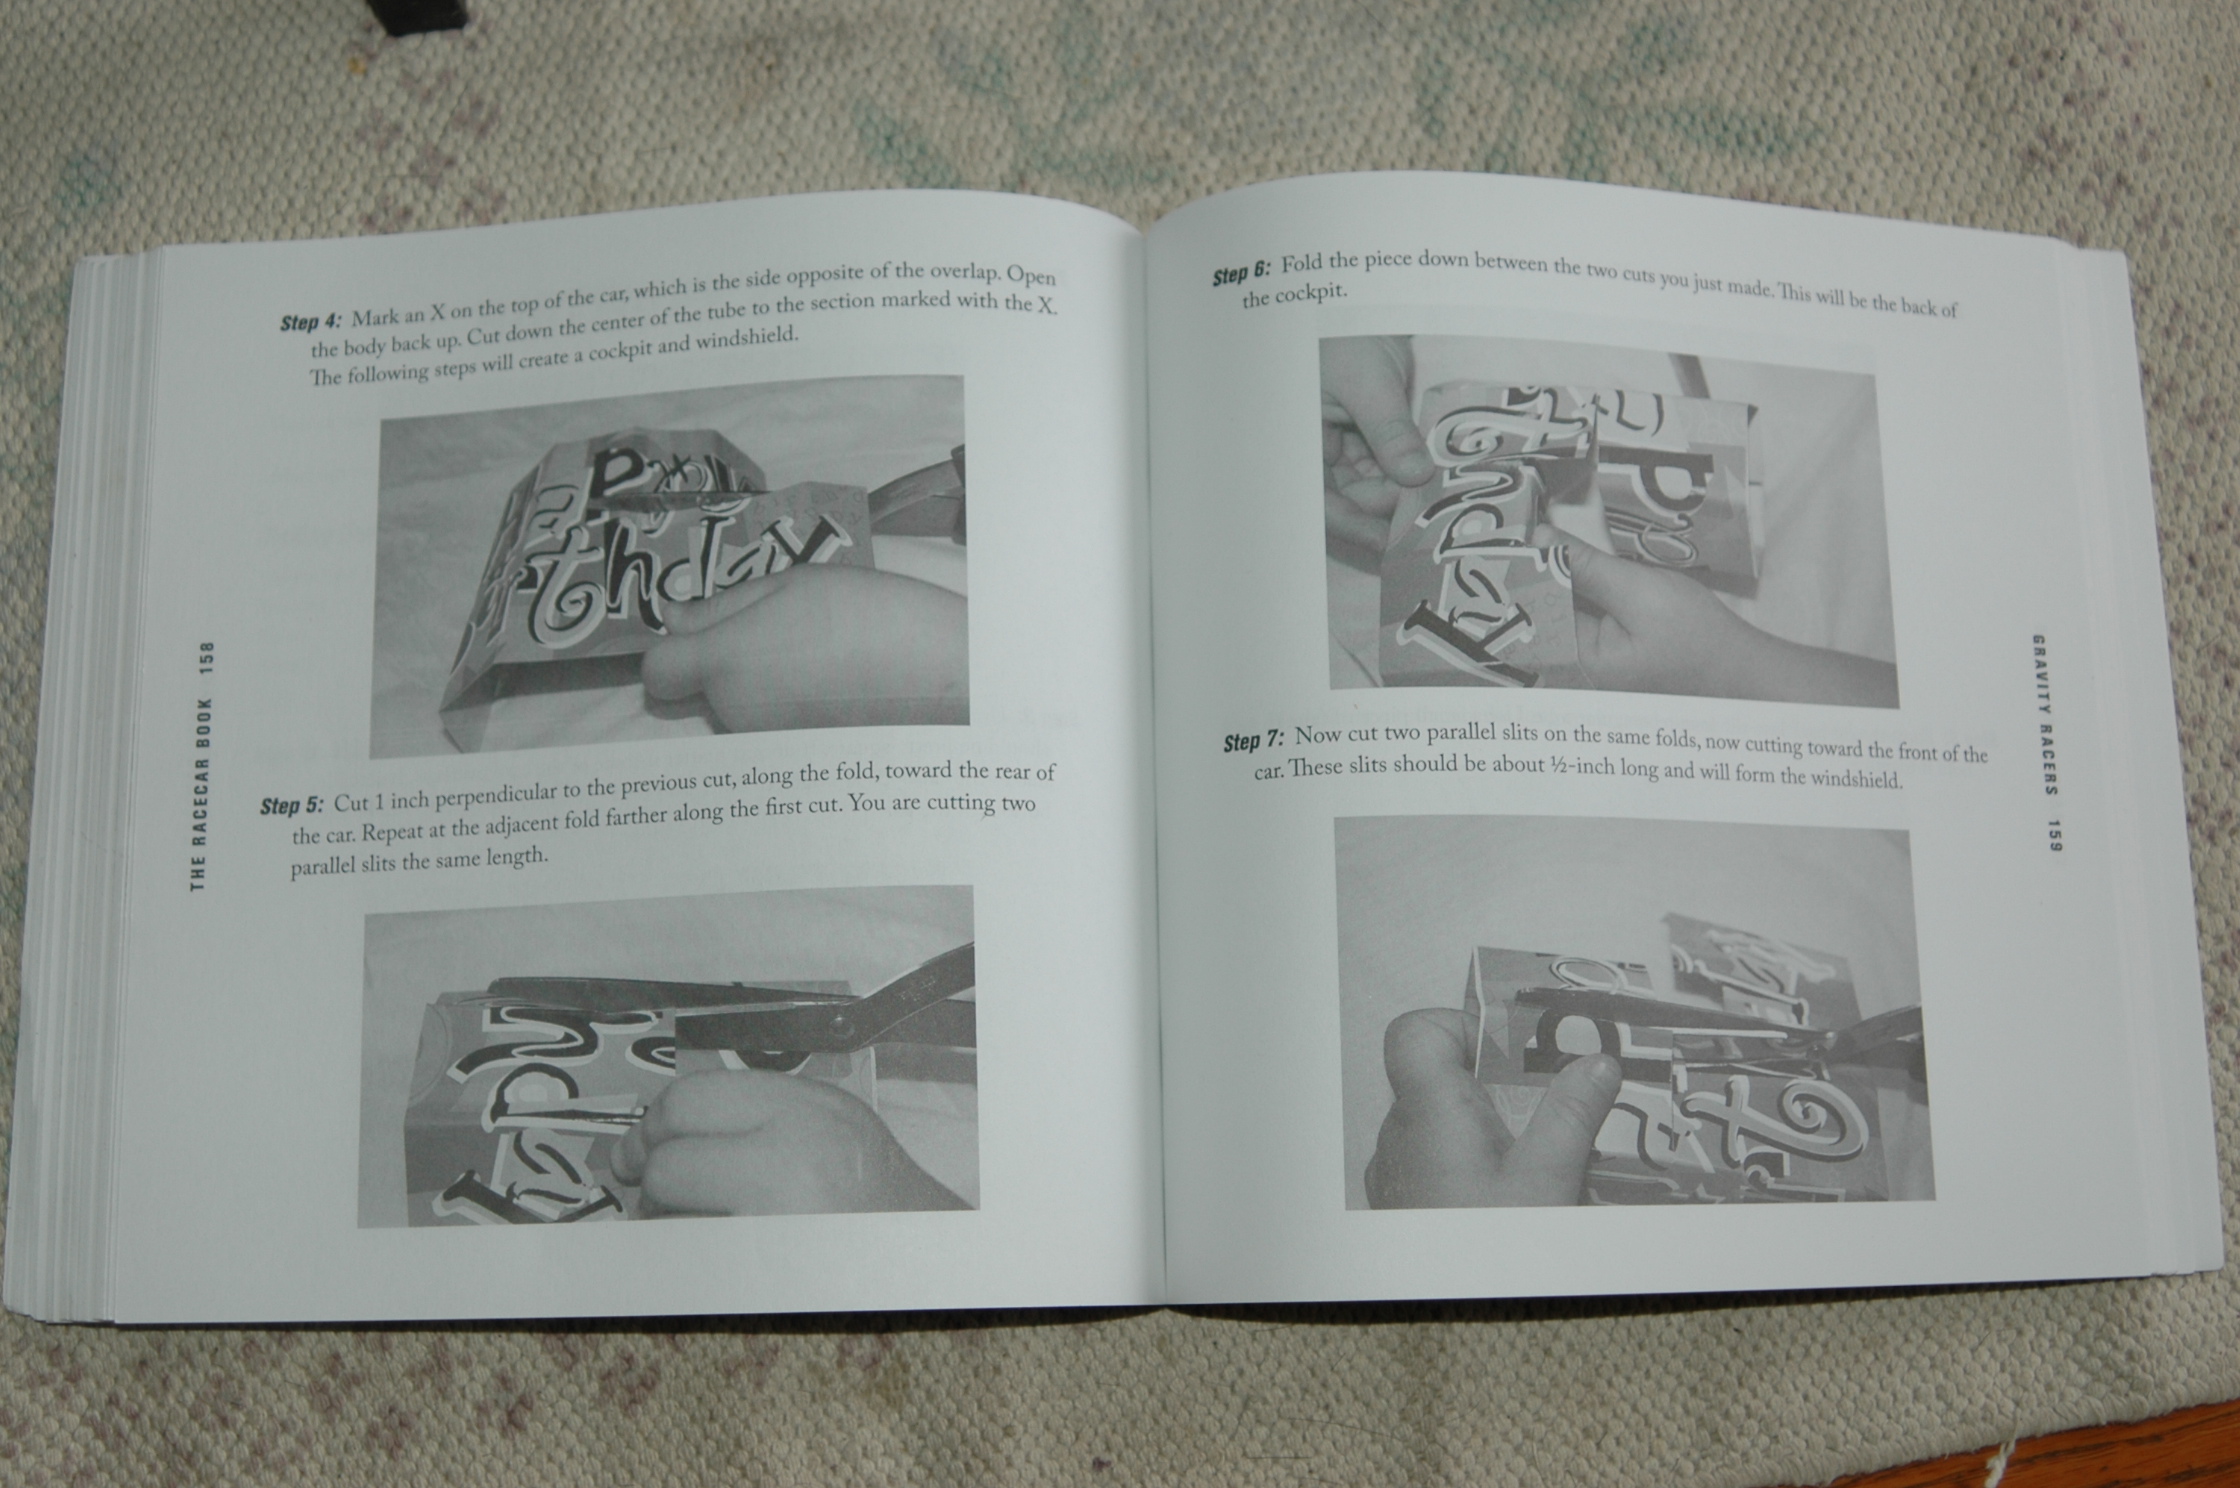 THE RACECAR BOOK 158
Step 4: Mark an X on the top of the car, which is the side opposite of the overlap. Open
the body back up. Cut down the center of the tube to the section marked with the X.
The following steps will create a cockpit and windshield.
X
thday
Step 5: Cut 1 inch perpendicular to the previous cut, along the fold, toward the rear of
the car. Repeat at the adjacent fold farther along the first cut. You are cutting two
parallel slits the same length.
hday
GRAVITY RACERS 159
Step 6: Fold the piece down between the two cuts you just made. This will be the back of
the cockpit.
thday
Step 7: Now cut two parallel slits on the same folds, now cutting toward the front of the
car. These slits should be about ½-inch long and will form the windshield.